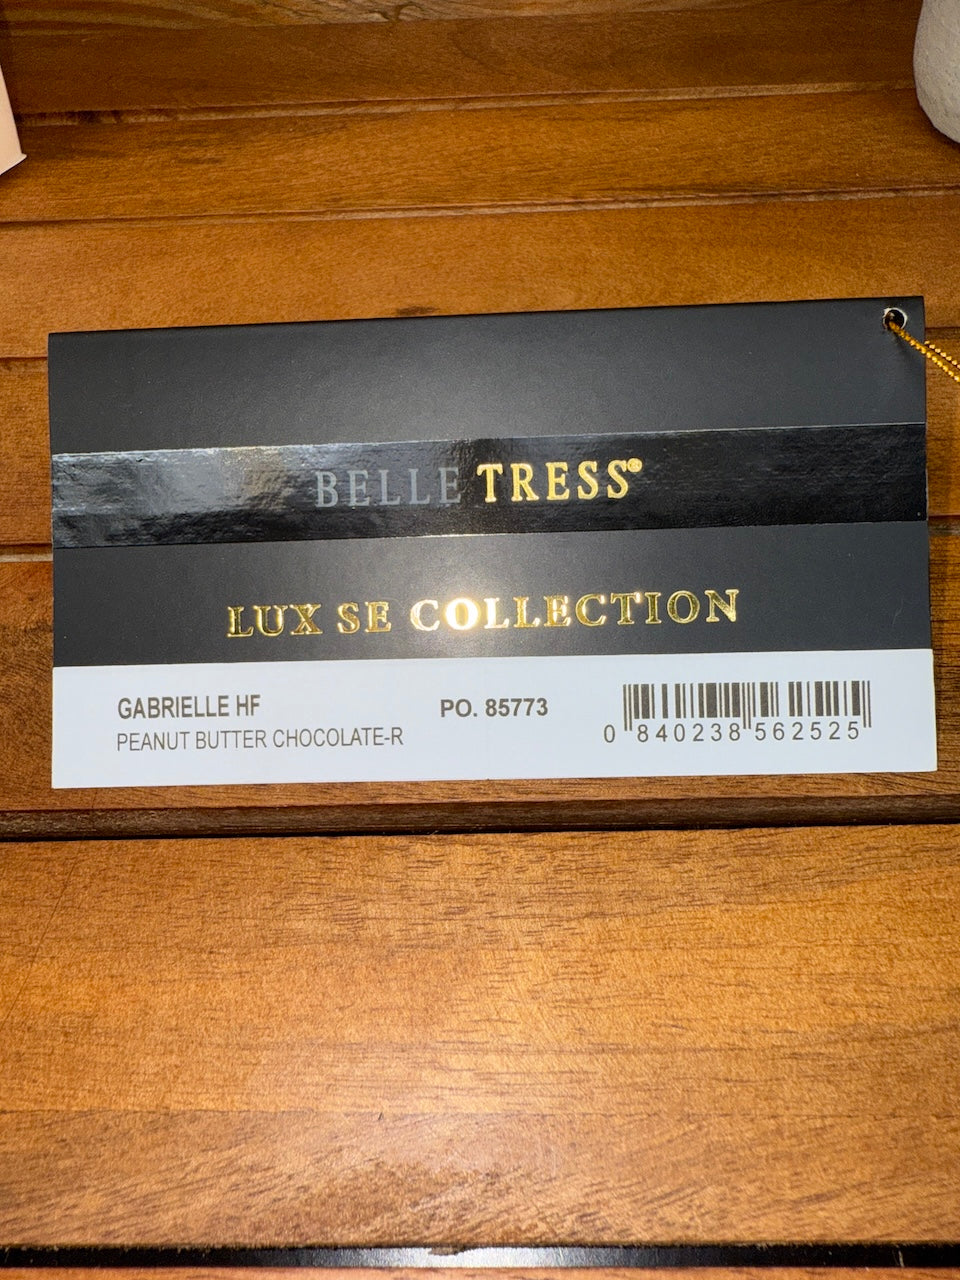 BELLE TRESS®
LUX SE COLLECTION
GABRIELLE HF
PEANUT BUTTER CHOCOLATE-R
PO. 85773
0 840238 562525